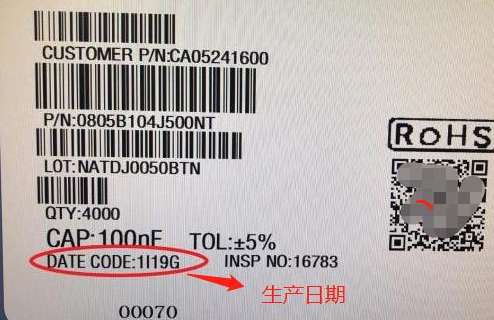 CUSTOMER P/N:CA05241600
P/N:0805B104J500NT
RoHS
LOT:NATDJ0050BTN
QTY:4000
CAP:100nF TOL:±5%
DATE CODE:1I19G INSP NO:16783
生产日期
00070